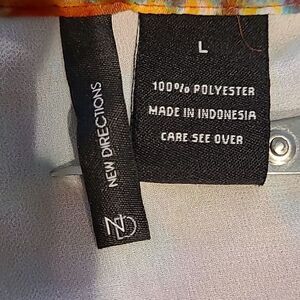 NEW DIRECTIONS
ND
L
100% POLYESTER
MADE IN INDONESIA
CARE SEE OVER